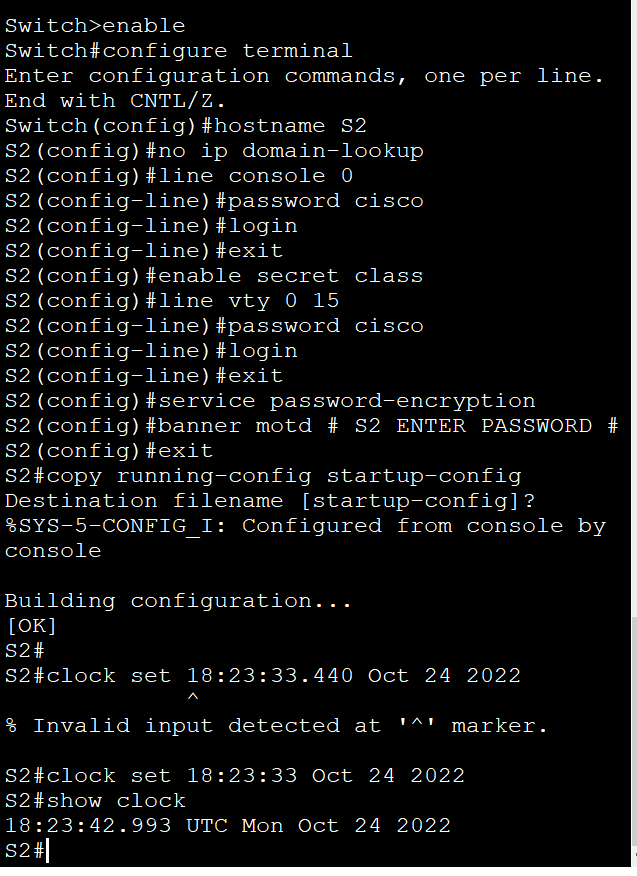 Switch>enable
Switch#configure terminal
Enter configuration commands, one per line.
End with CNTL/Z.
Switch(config)#hostname S2
S2(config)#no ip domain-lookup
S2(config)#line console 0
S2(config-line)#password cisco
S2(config-line)#login
S2(config-line)#exit
S2(config)#enable secret class
S2(config)#line vty 0 15
S2(config-line)#password cisco
S2(config-line)#login
S2(config-line)#exit
S2(config)#service password-encryption
S2(config)#banner motd # S2 ENTER PASSWORD #
S2(config)#exit
S2#copy running-config startup-config
Destination filename [startup-config]?
%SYS-5-CONFIG_I: Configured from console by
console
Building configuration...
[OK]
S2#
S2#clock set 18:23:33.440 Oct 24 2022
^
% Invalid input detected at '^' marker.
S2#clock set 18:23:33 Oct 24 2022
S2#show clock
18:23:42.993 UTC Mon Oct 24 2022
S2#